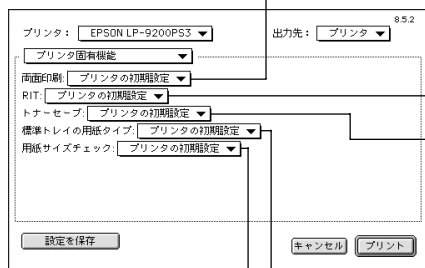 8.5.2
プリンタ： EPSON LP-9200PS3 出力先： プリンタ
プリンタ固有機能
両面印刷: プリンタの初期設定
RIT: プリンタの初期設定
トナーセーブ: プリンタの初期設定
標準トレイの用紙タイプ: プリンタの初期設定
用紙サイズチェック: プリンタの初期設定
設定を保存 キャンセル プリント